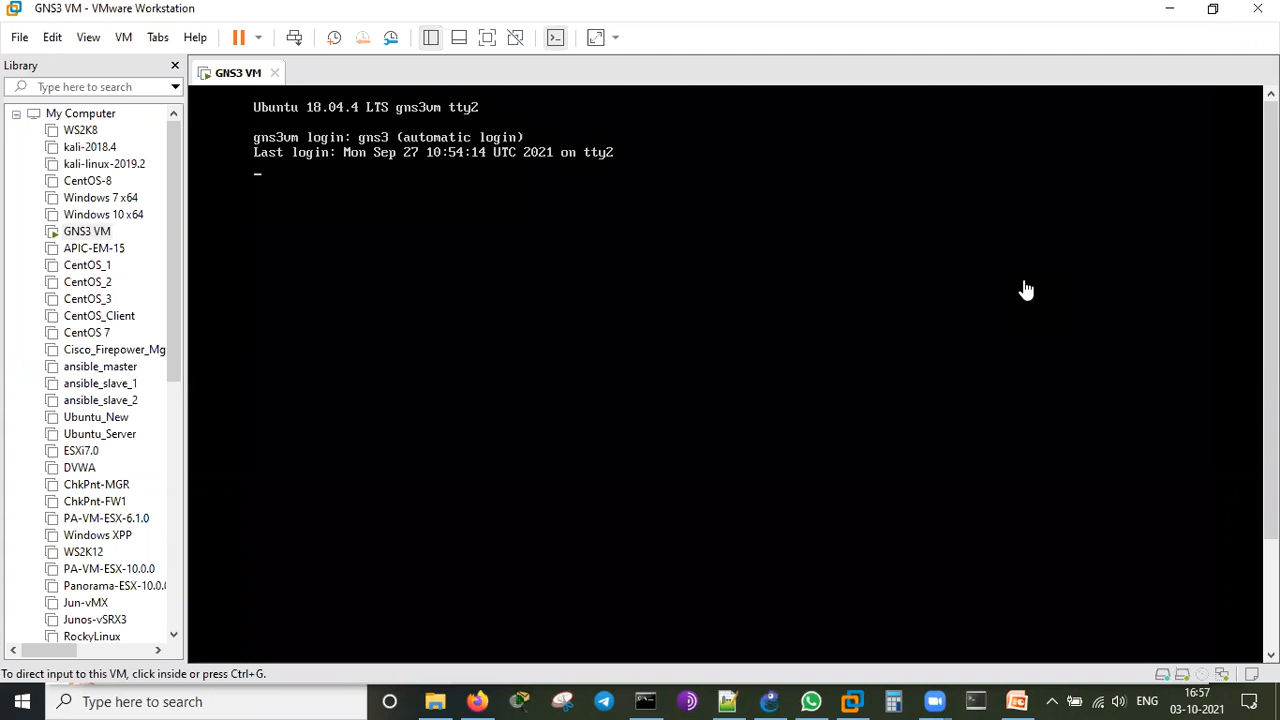 GNS3 VM - VMware Workstation
File Edit View VM Tabs Help
Library
Type here to search
My Computer
WS2K8
kali-2018.4
kali-linux-2019.2
CentOS-8
Windows 7 x64
Windows 10 x64
GNS3 VM
APIC-EM-15
CentOS_1
CentOS_2
CentOS_3
CentOS_Client
CentOS 7
Cisco_Firepower_Mg
ansible_master
ansible_slave_1
ansible_slave_2
Ubuntu_New
Ubuntu_Server
ESXi7.0
DVWA
ChkPnt-MGR
ChkPnt-FW1
PA-VM-ESX-6.1.0
Windows XPP
WS2K12
PA-VM-ESX-10.0.0
Panorama-ESX-10.0.0
Jun-vMX
Junos-vSRX3
RockyLinux
GNS3 VM
Ubuntu 18.04.4 LTS gns3vm tty2
gns3vm login: gns3 (automatic login)
Last login: Mon Sep 27 10:54:14 UTC 2021 on tty2
_
To direct input to this VM, click inside or press Ctrl+G.
Type here to search
ENG
16:57
03-10-2021